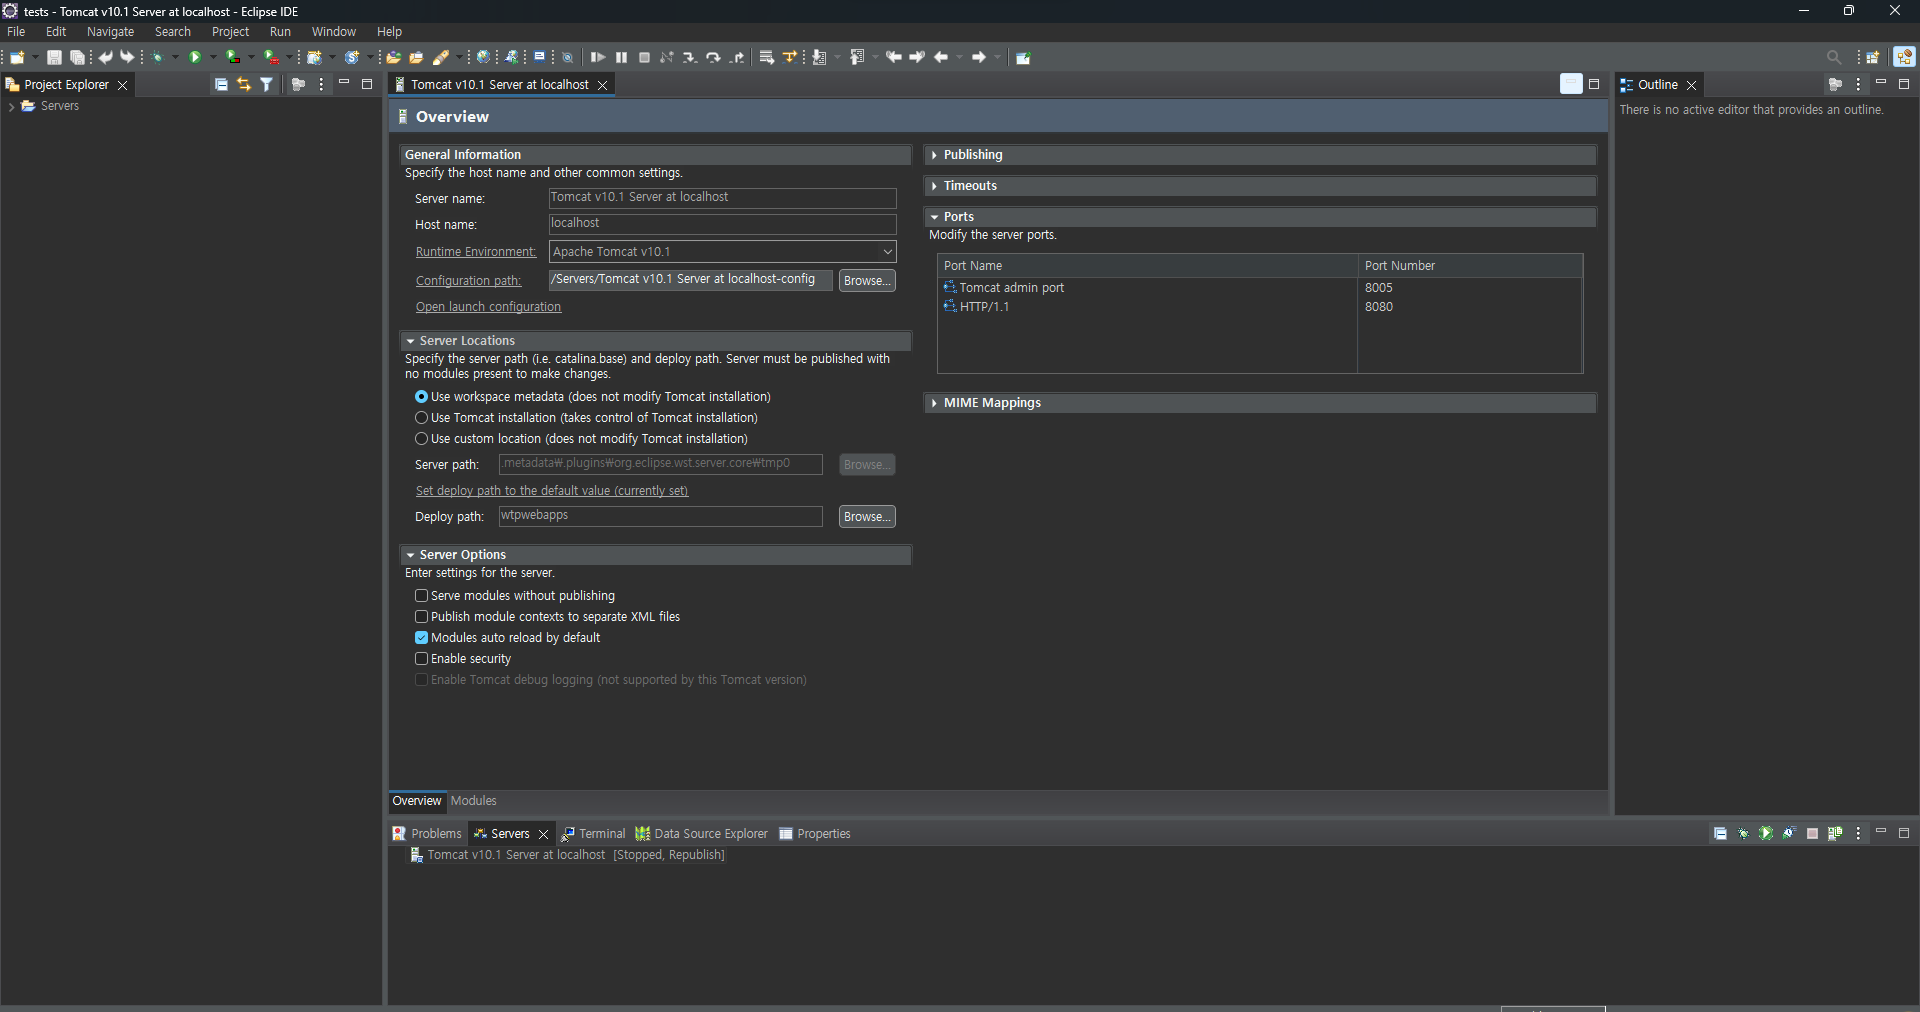 tests - Tomcat v10.1 Server at localhost - Eclipse IDE
File Edit Navigate Search Project Run Window Help
Project Explorer
Servers
Tomcat v10.1 Server at localhost
Overview
General Information
Specify the host name and other common settings.
Server name: Tomcat v10.1 Server at localhost
Host name: localhost
Runtime Environment: Apache Tomcat v10.1
Configuration path: /Servers/Tomcat v10.1 Server at localhost-config Browse...
Open launch configuration
Server Locations
Specify the server path (i.e. catalina.base) and deploy path. Server must be published with
no modules present to make changes.
Use workspace metadata (does not modify Tomcat installation)
Use Tomcat installation (takes control of Tomcat installation)
Use custom location (does not modify Tomcat installation)
Server path: .metadata₩.plugins₩org.eclipse.wst.server.core₩tmp0 Browse...
Set deploy path to the default value (currently set)
Deploy path: wtpwebapps Browse...
Server Options
Enter settings for the server.
Serve modules without publishing
Publish module contexts to separate XML files
Modules auto reload by default
Enable security
Enable Tomcat debug logging (not supported by this Tomcat version)
Publishing
Timeouts
Ports
Modify the server ports.
Port Name Port Number
Tomcat admin port 8005
HTTP/1.1 8080
MIME Mappings
Overview Modules
Outline
There is no active editor that provides an outline.
Problems Servers Terminal Data Source Explorer Properties
Tomcat v10.1 Server at localhost [Stopped, Republish]